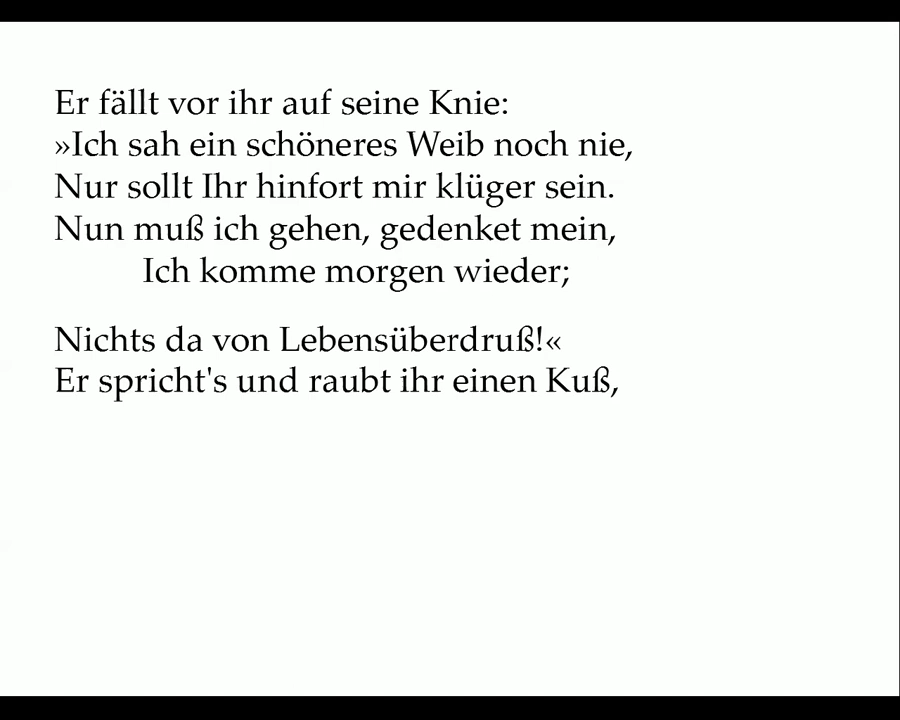 Er fällt vor ihr auf seine Knie:
»Ich sah ein schöneres Weib noch nie,
Nur sollt Ihr hinfort mir klüger sein.
Nun muß ich gehen, gedenket mein,
Ich komme morgen wieder;
Nichts da von Lebensüberdruß!«
Er spricht's und raubt ihr einen Kuß,